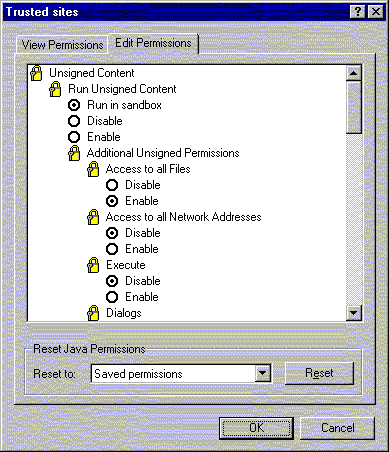 Trusted sites
View Permissions
Edit Permissions
Unsigned Content
Run Unsigned Content
Run in sandbox
Disable
Enable
Additional Unsigned Permissions
Access to all Files
Disable
Enable
Access to all Network Addresses
Disable
Enable
Execute
Disable
Enable
Dialogs
Reset Java Permissions
Reset to: Saved permissions Reset
OK Cancel